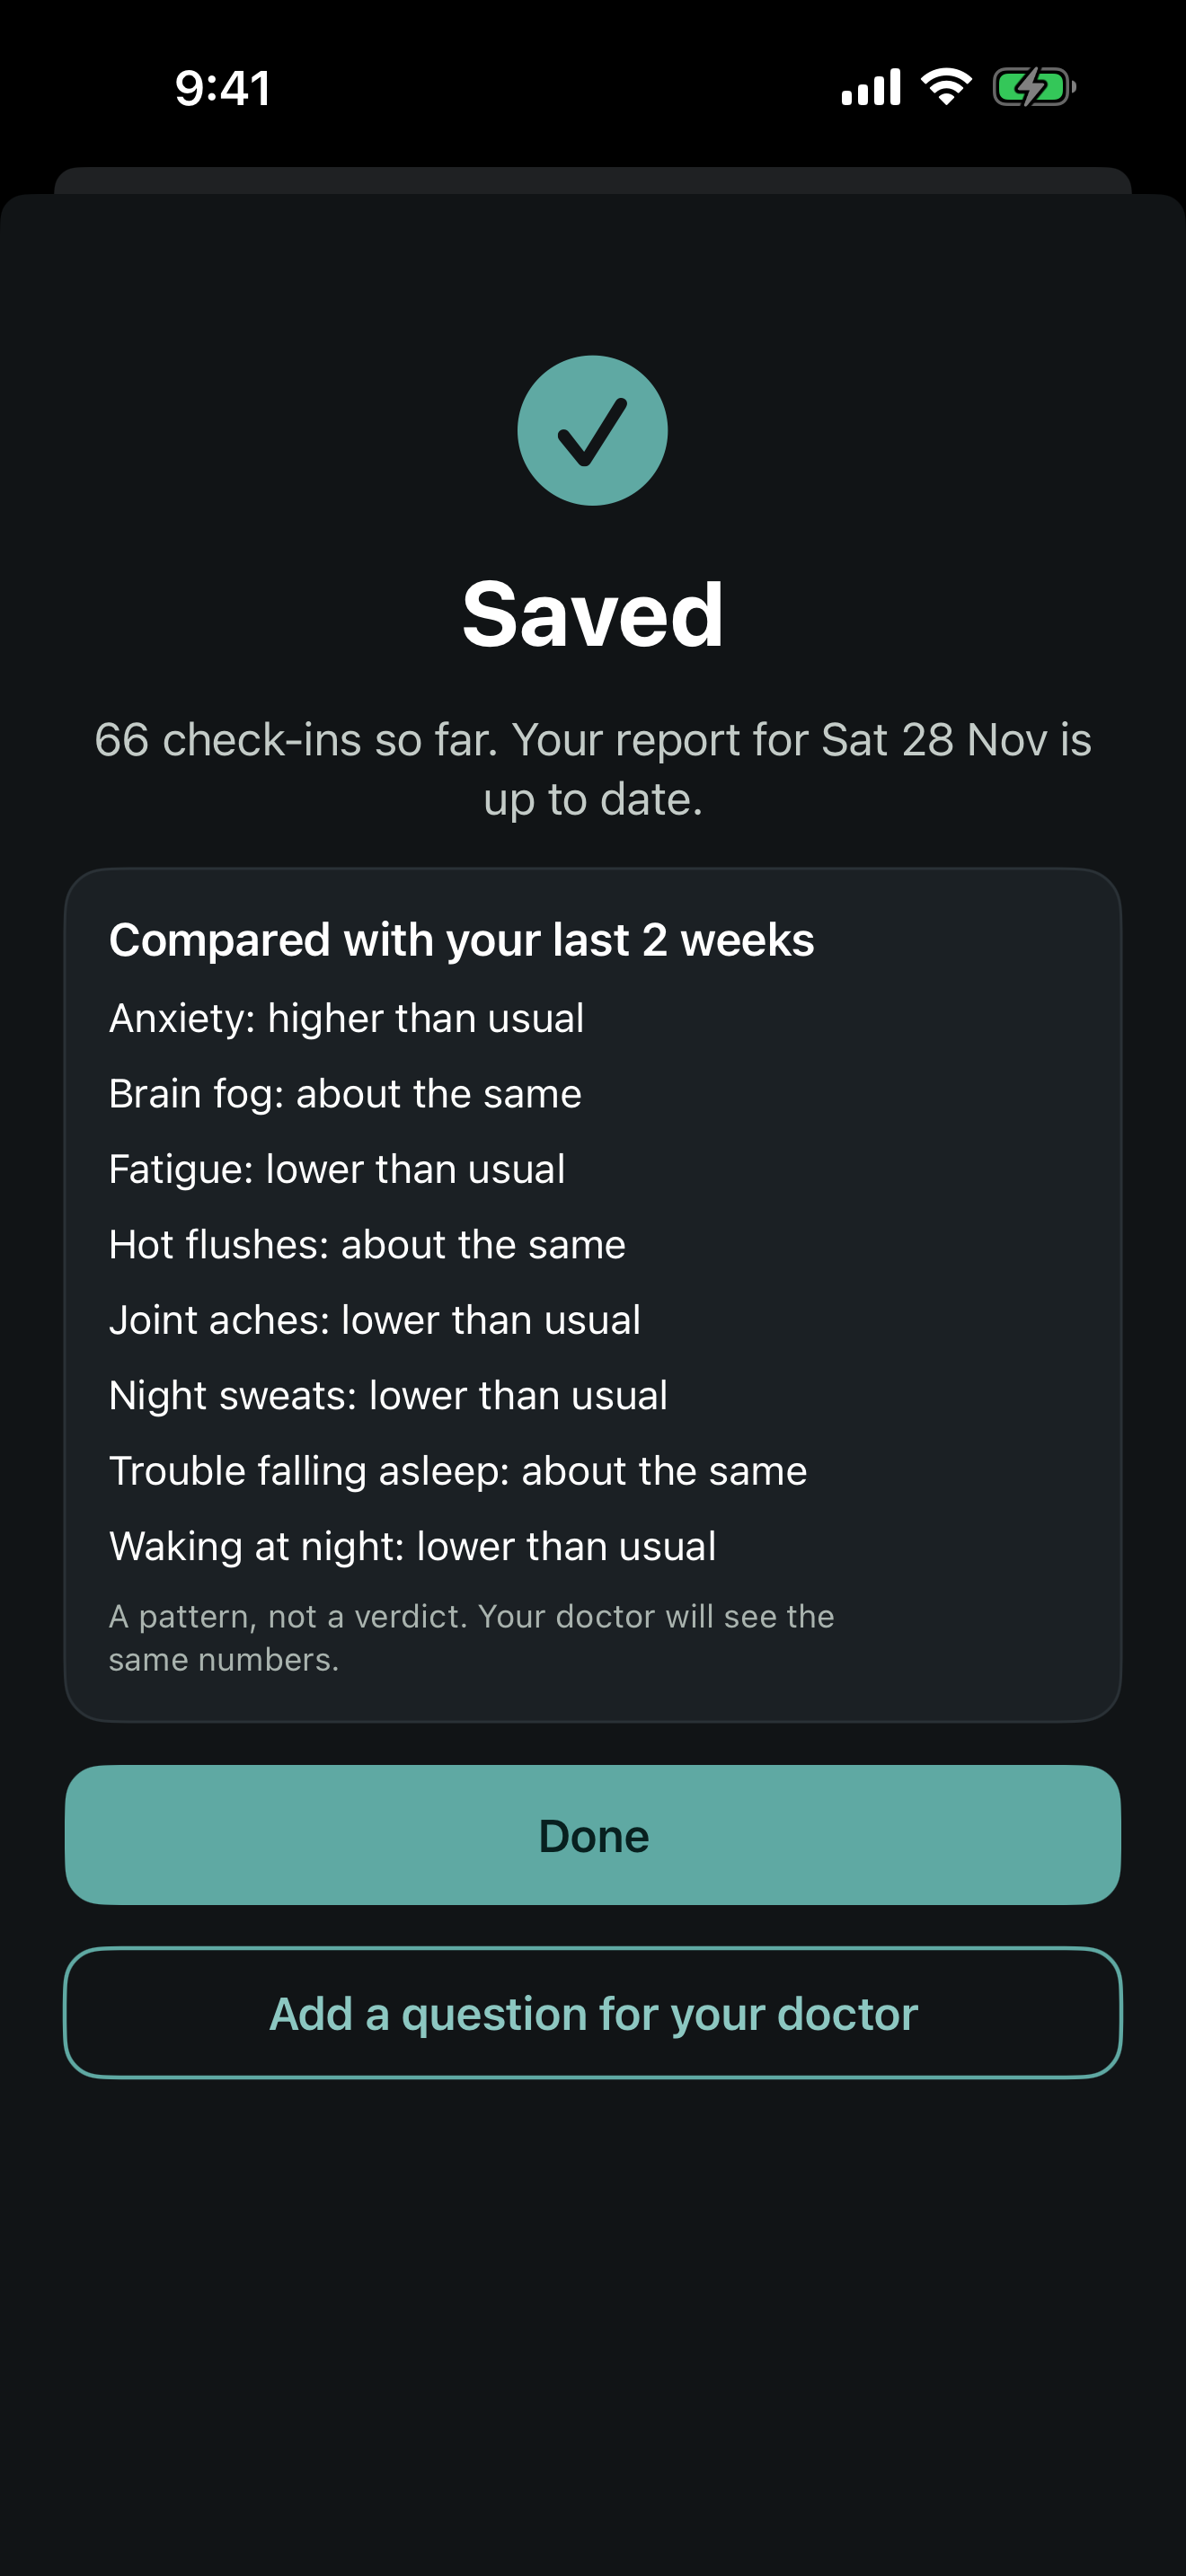 9:41
Saved
66 check-ins so far. Your report for Sat 28 Nov is
up to date.
Compared with your last 2 weeks
Anxiety: higher than usual
Brain fog: about the same
Fatigue: lower than usual
Hot flushes: about the same
Joint aches: lower than usual
Night sweats: lower than usual
Trouble falling asleep: about the same
Waking at night: lower than usual
A pattern, not a verdict. Your doctor will see the
same numbers.
Done
Add a question for your doctor